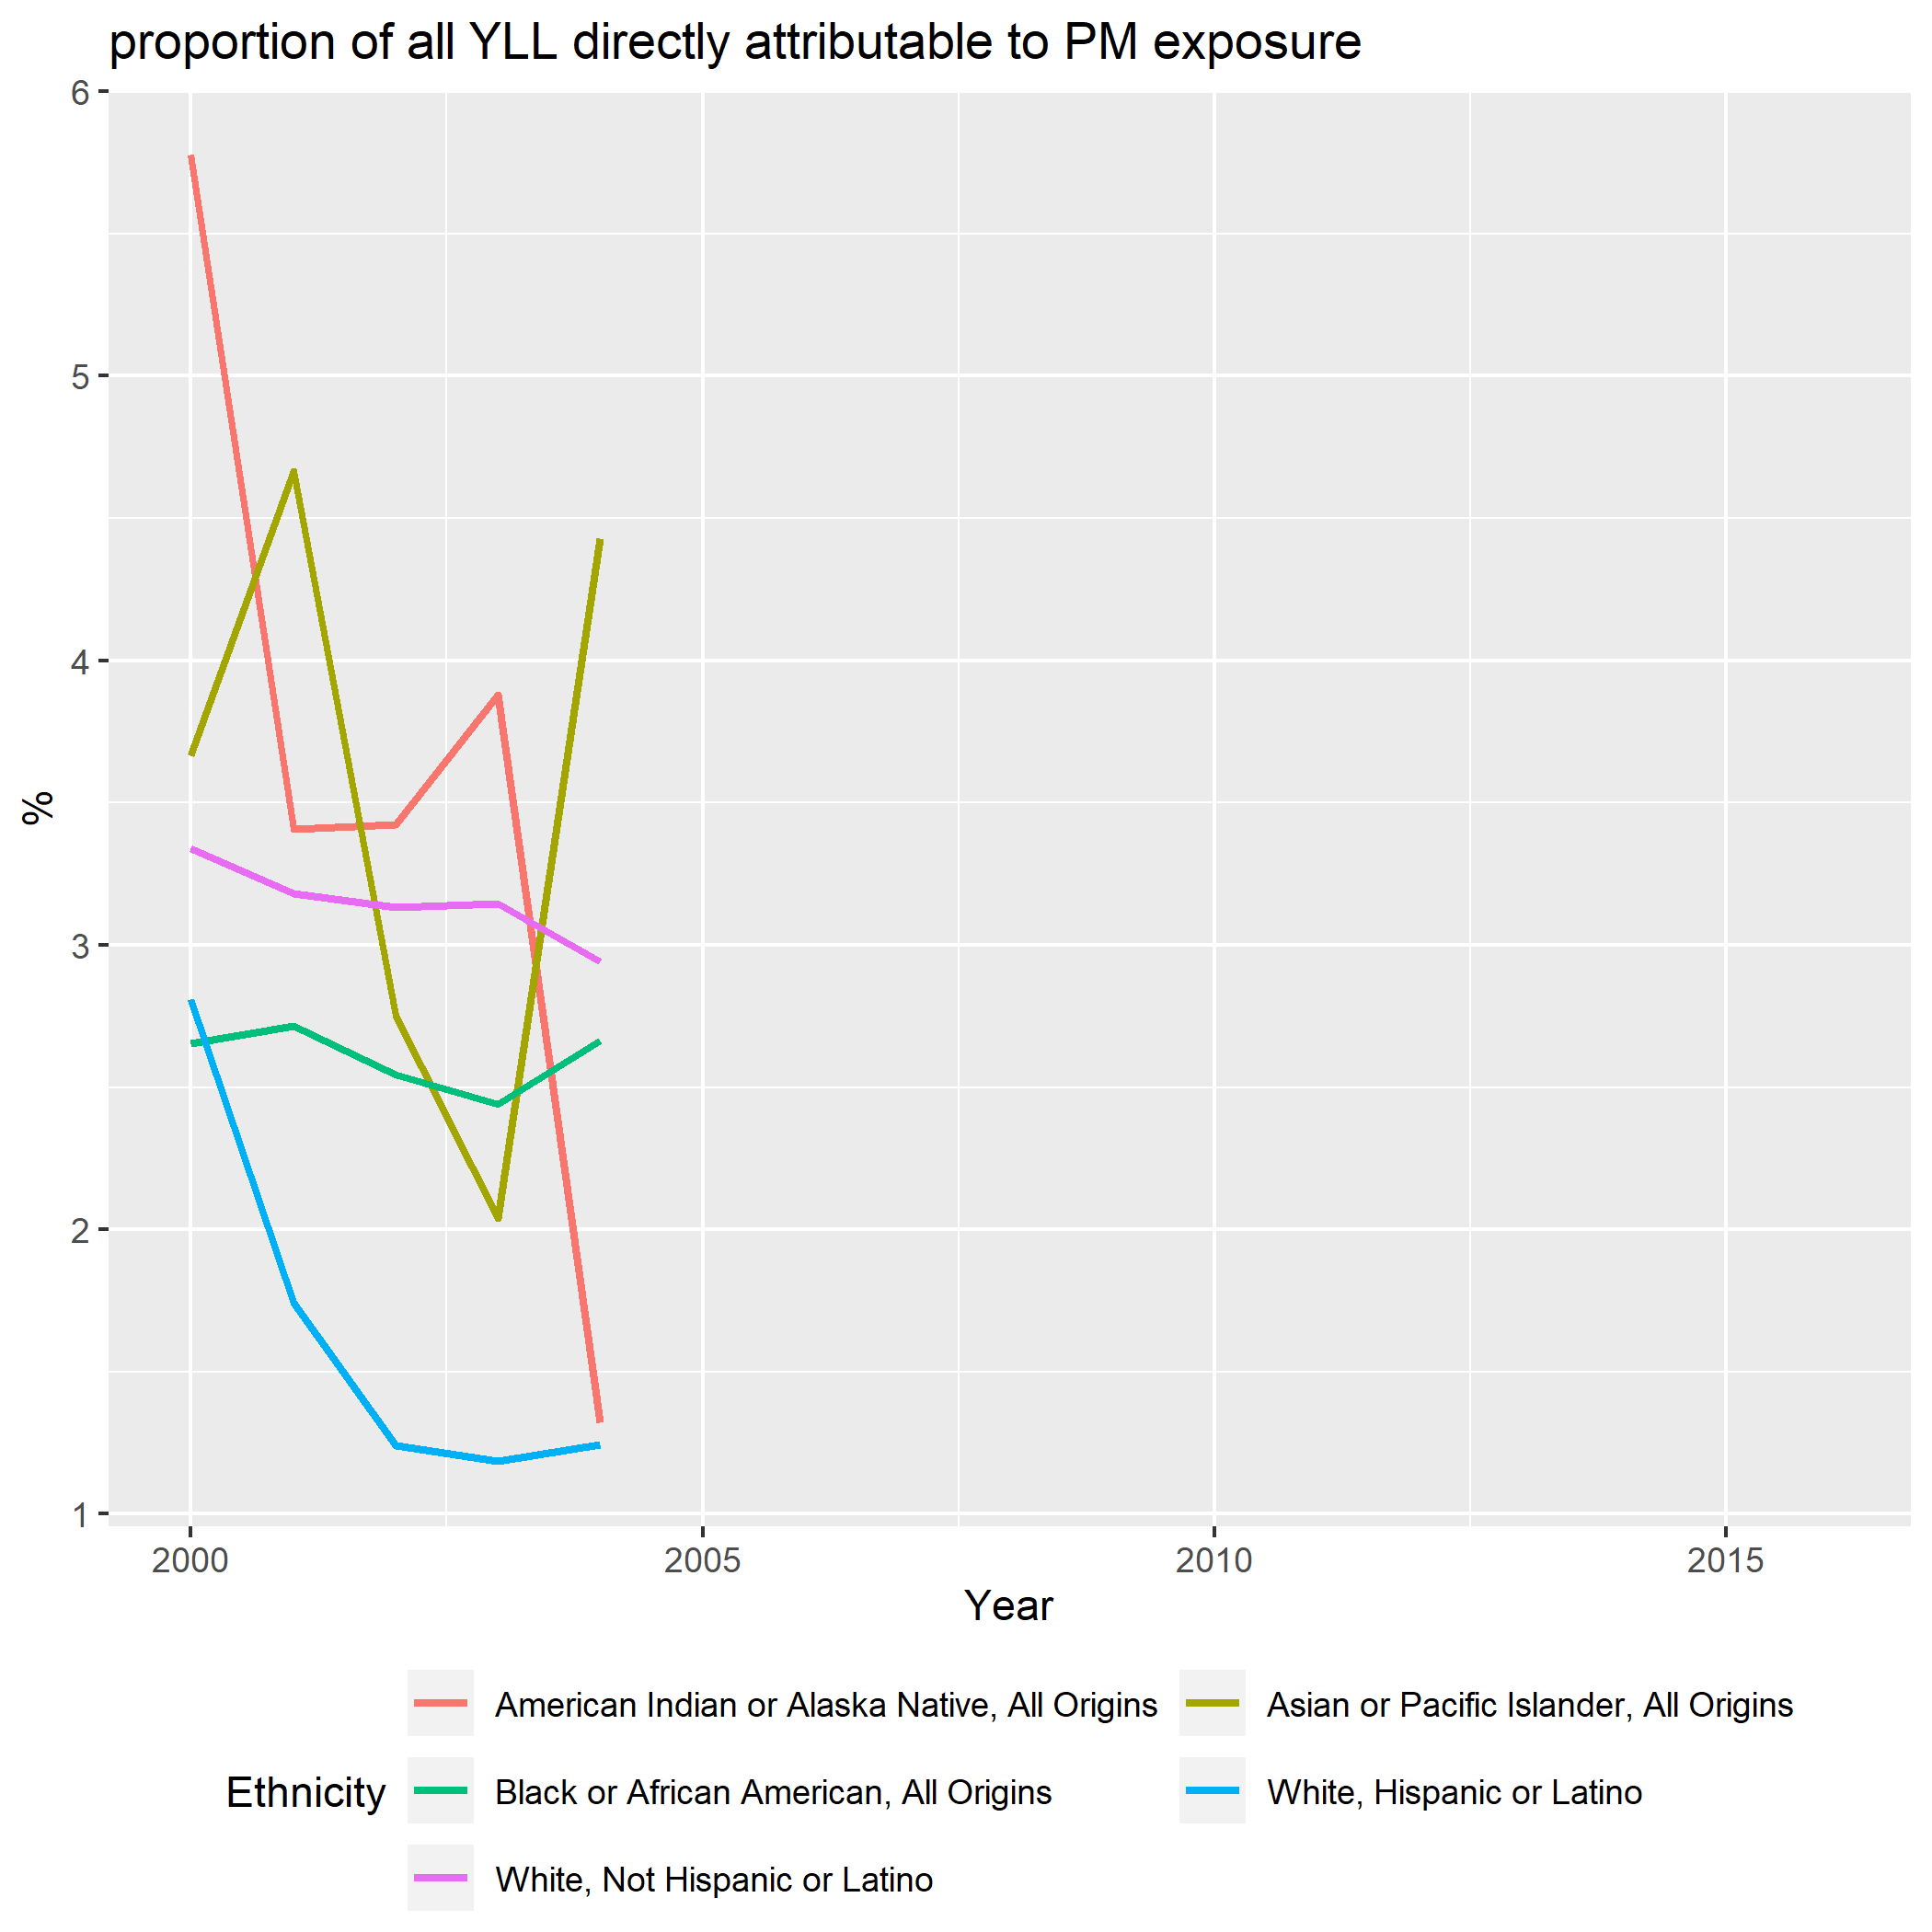 proportion of all YLL directly attributable to PM exposure
6
5
4
3
2
1
%
2000 2005 2010 2015
Year
Ethnicity
American Indian or Alaska Native, All Origins
Asian or Pacific Islander, All Origins
Black or African American, All Origins
White, Hispanic or Latino
White, Not Hispanic or Latino